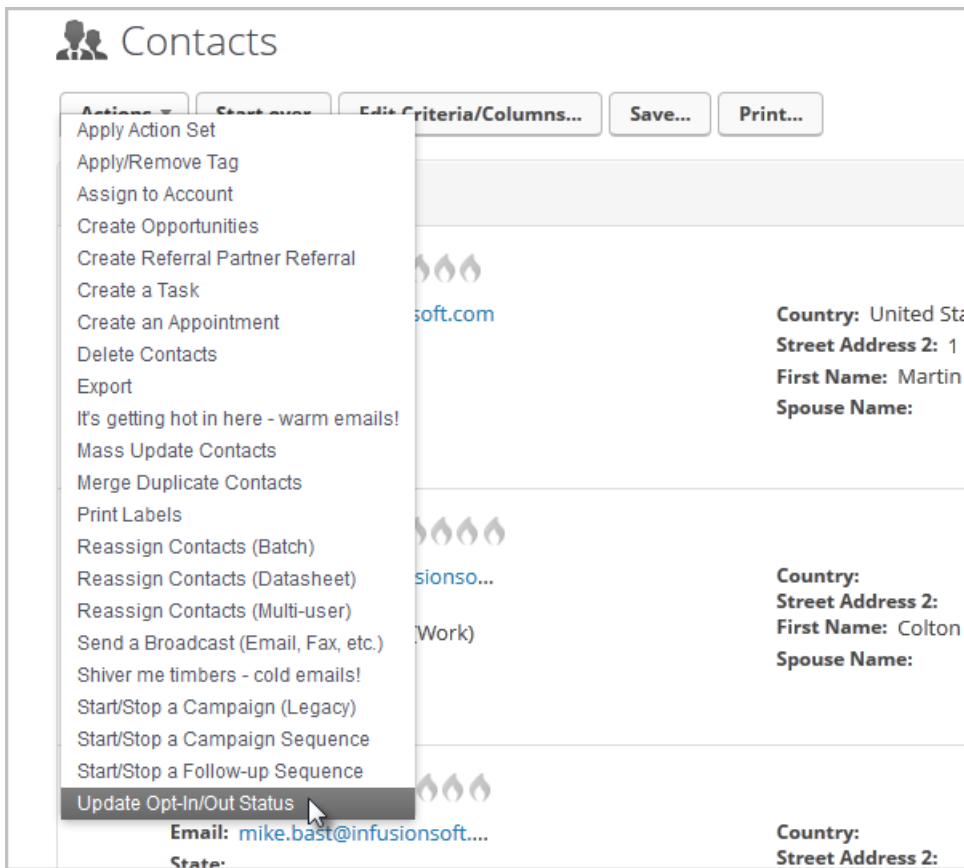 Contacts
Actions Start over Edit Criteria/Columns... Save... Print...
Apply Action Set
Apply/Remove Tag
Assign to Account
Create Opportunities
Create Referral Partner Referral
Create a Task
soft.com
Country: United Sta
Create an Appointment
Street Address 2: 1
Delete Contacts
First Name: Martin
Export
Spouse Name:
It's getting hot in here - warm emails!
Mass Update Contacts
Merge Duplicate Contacts
Print Labels
Reassign Contacts (Batch)
Reassign Contacts (Datasheet)
sionso...
Country:
Street Address 2:
Reassign Contacts (Multi-user)
(Work)
First Name: Colton
Send a Broadcast (Email, Fax, etc.)
Spouse Name:
Shiver me timbers - cold emails!
Start/Stop a Campaign (Legacy)
Start/Stop a Campaign Sequence
Start/Stop a Follow-up Sequence
Update Opt-In/Out Status
Email: mike.bast@infusionsoft....
Country:
State:
Street Address 2: